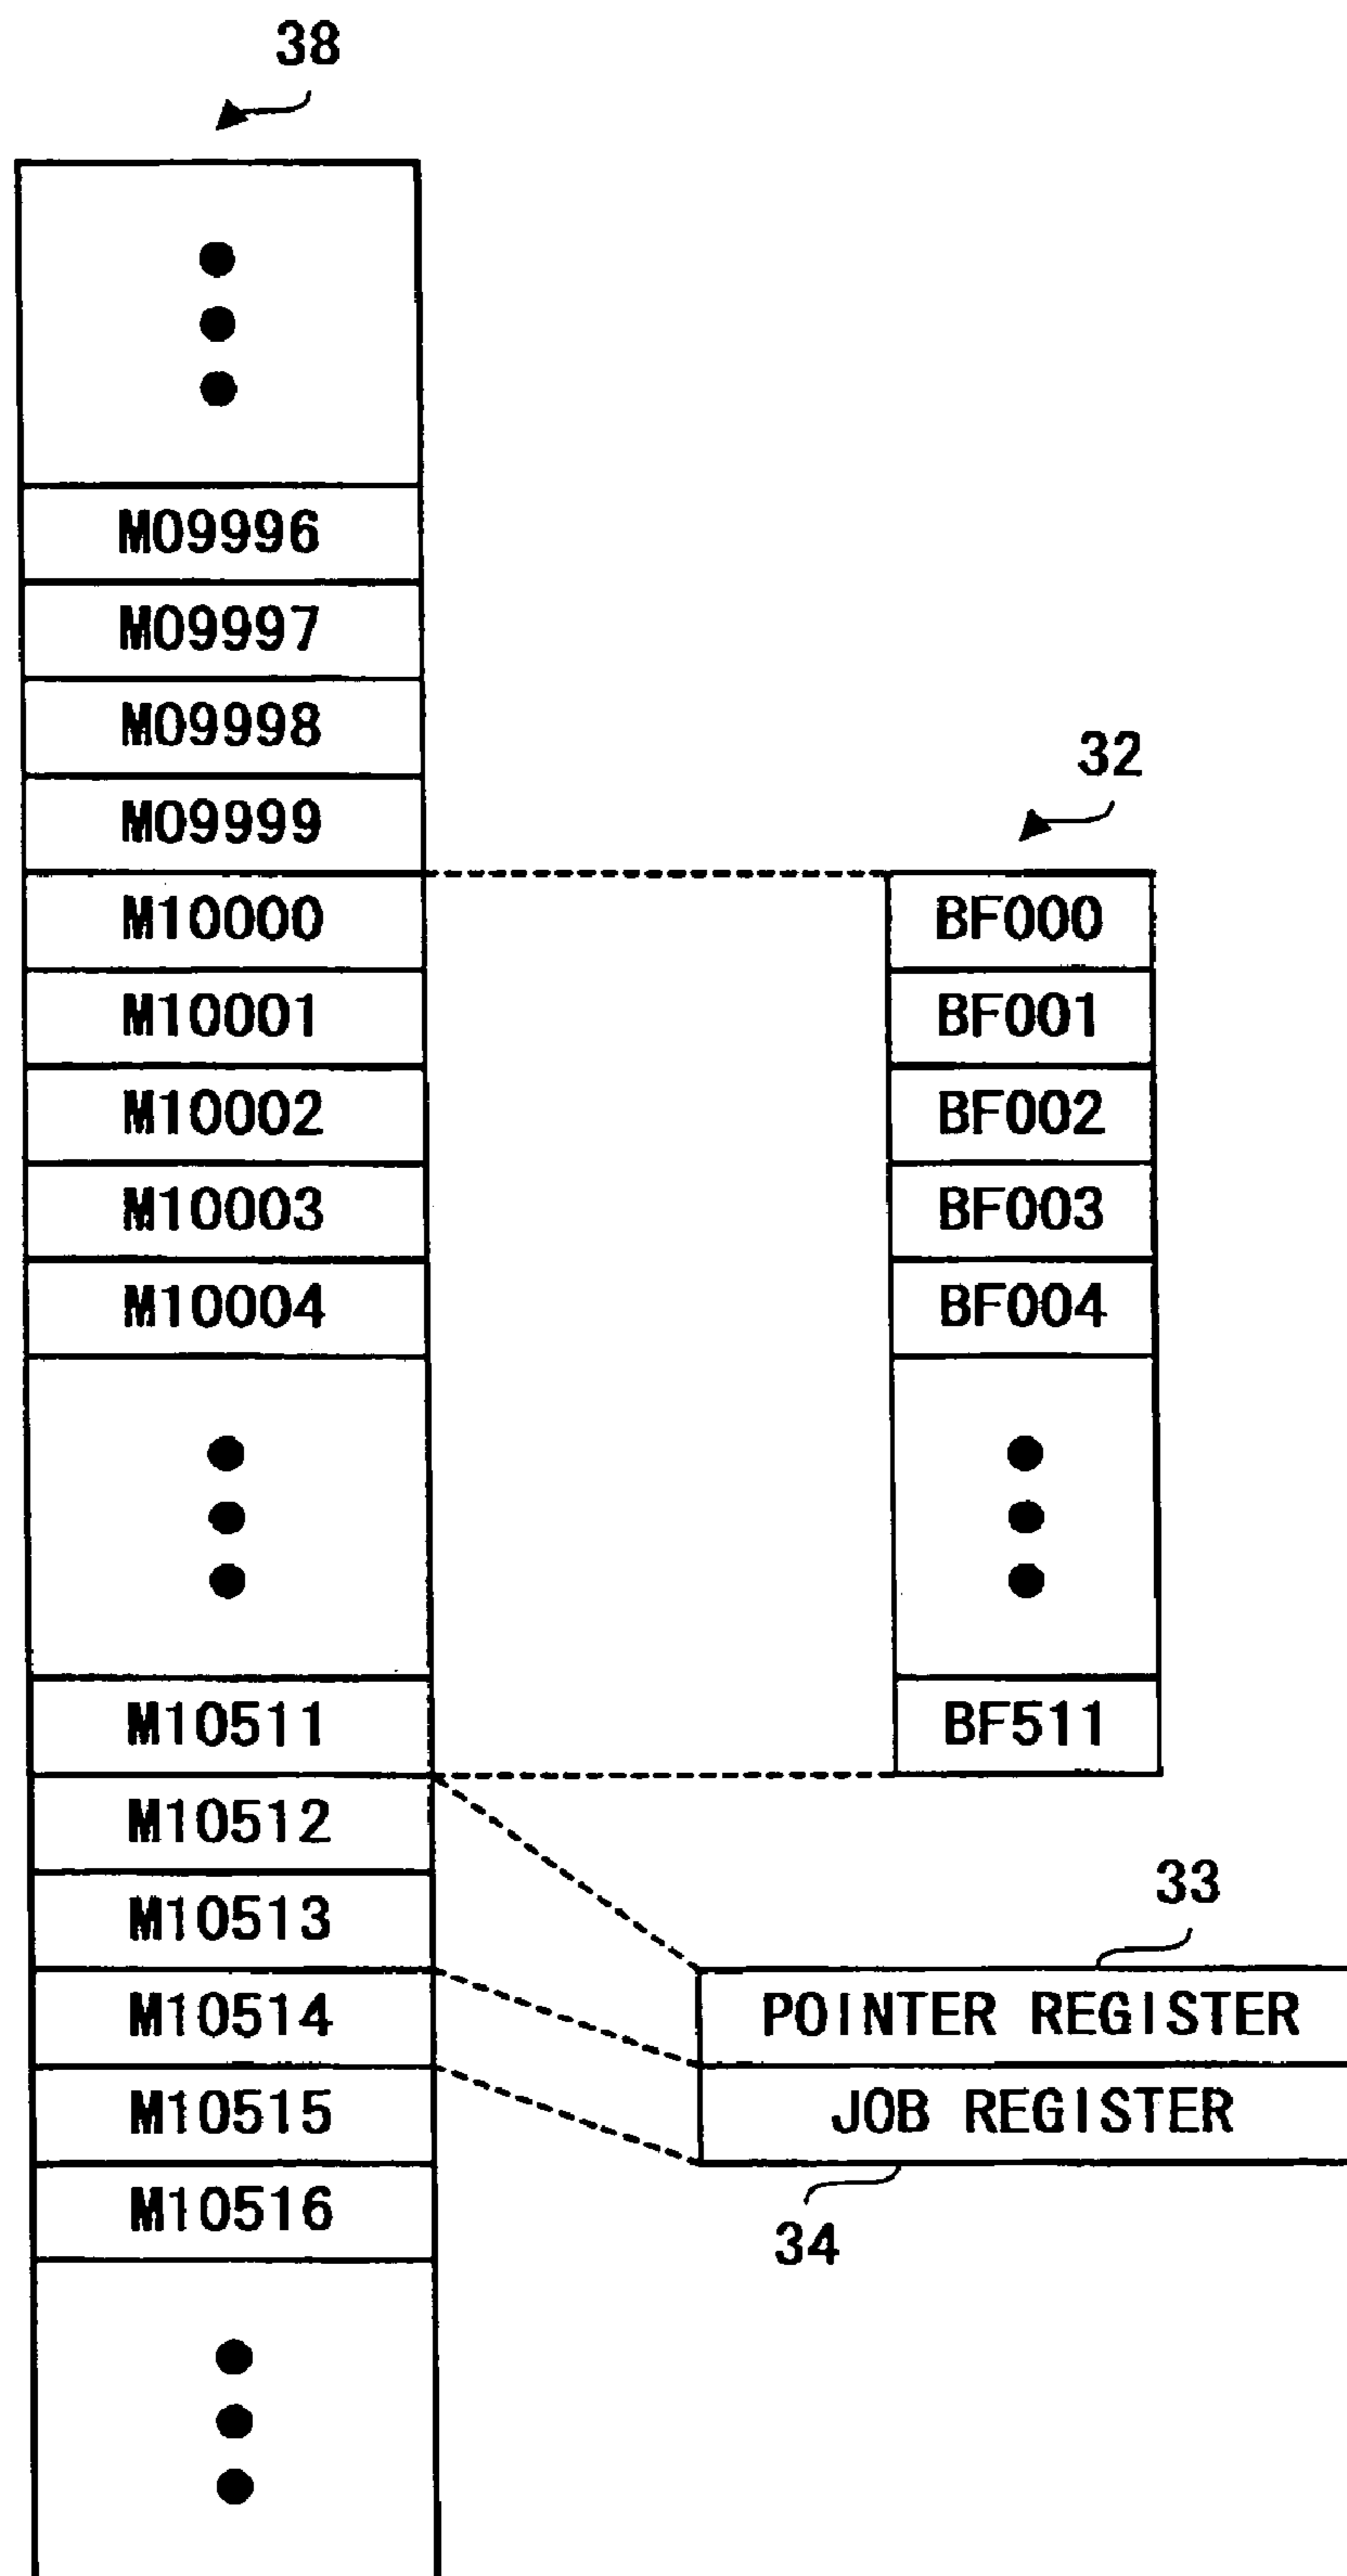 38
M09996
M09997
M09998
M09999
32
M10000
BF000
M10001
BF001
M10002
BF002
M10003
BF003
M10004
BF004
M10511
BF511
M10512
M10513
33
M10514
POINTER REGISTER
M10515
JOB REGISTER
M10516
34